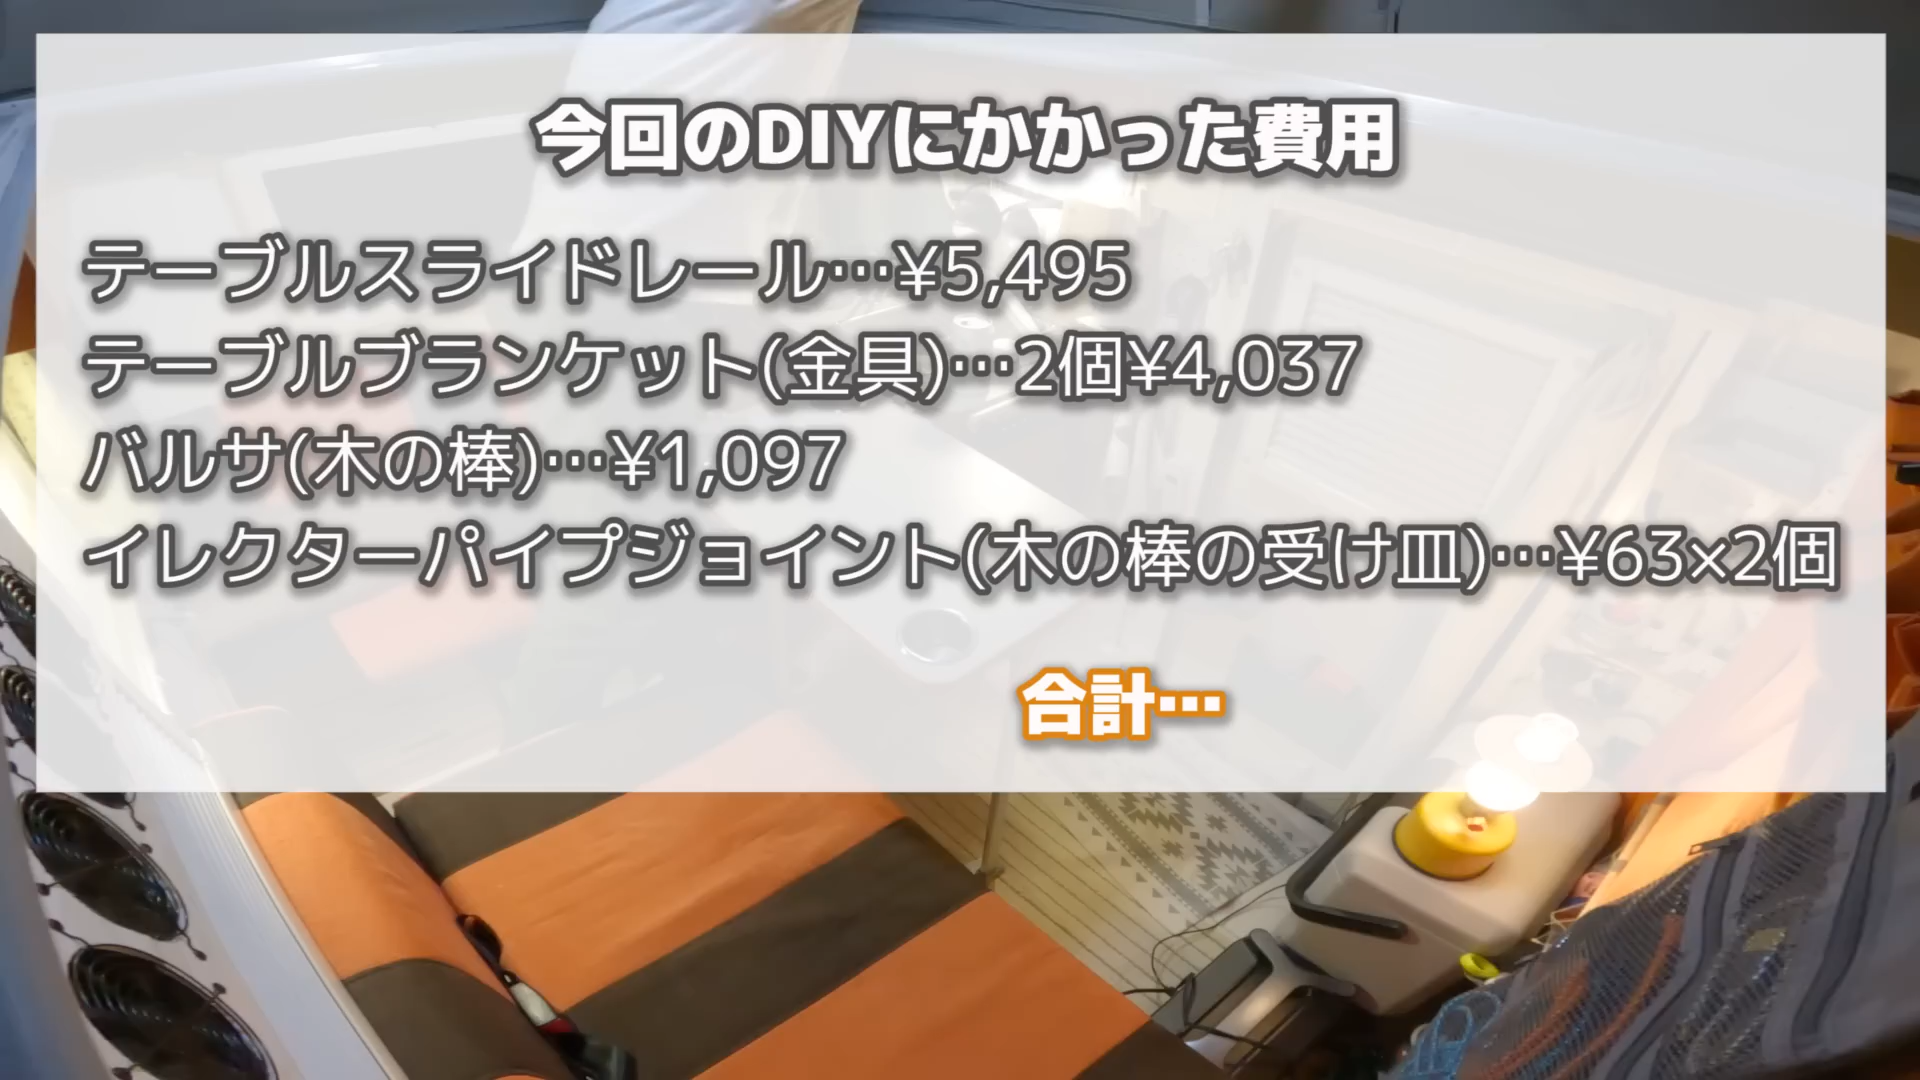 今回のDIYにかかった費用
テーブルスライドレール…¥5,495
テーブルブランケット(金具)…2個¥4,037
バルサ(木の棒)…¥1,097
イレクターパイプジョイント(木の棒の受け皿)…¥63×2個
合計…